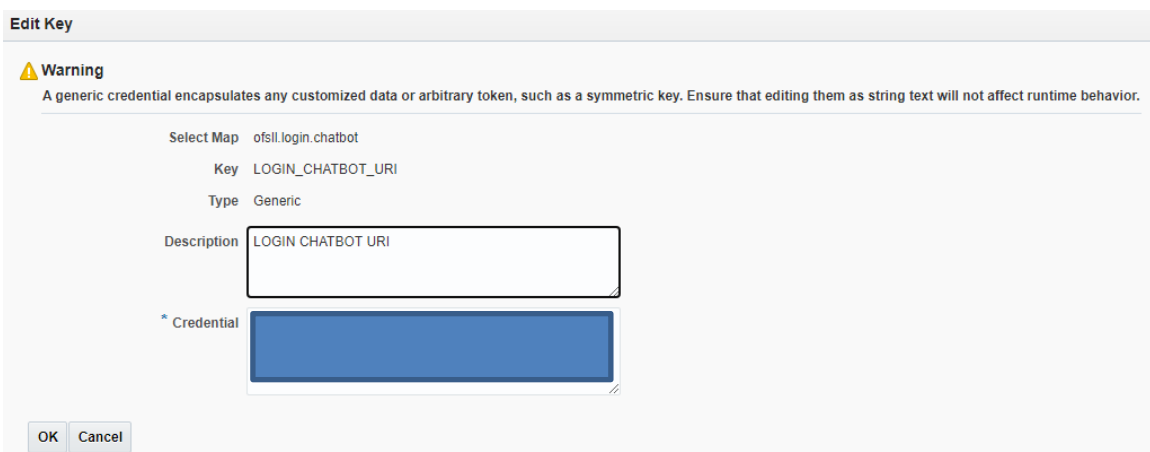 Edit Key
Warning
A generic credential encapsulates any customized data or arbitrary token, such as a symmetric key. Ensure that editing them as string text will not affect runtime behavior.
Select Map ofsll.login.chatbot
Key LOGIN_CHATBOT_URI
Type Generic
Description LOGIN CHATBOT URI
* Credential
OK Cancel